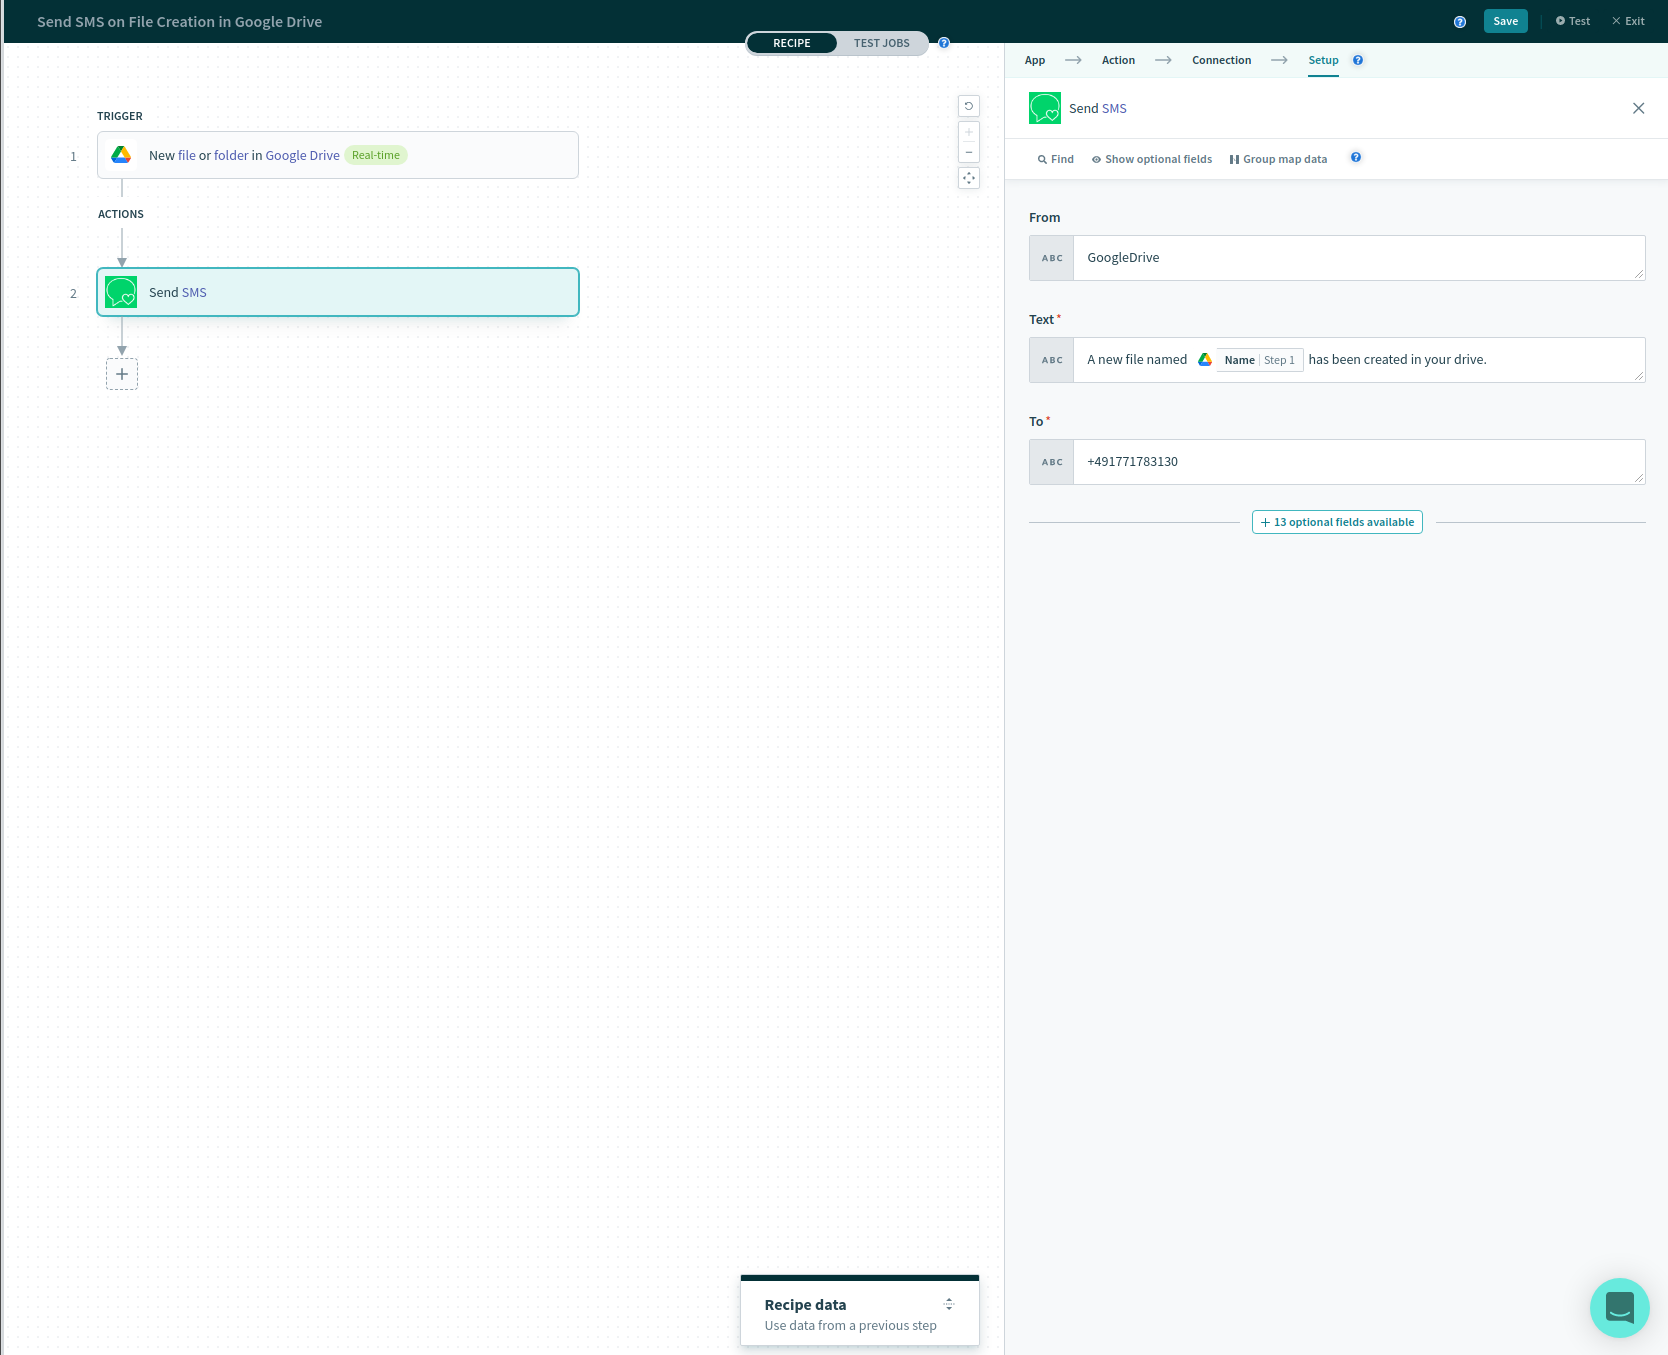 Send SMS on File Creation in Google Drive
? Save Test Exit
RECIPE TEST JOBS ?
App Action Connection Setup ?
Send SMS
Find Show optional fields Group map data ?
TRIGGER
1 New file or folder in Google Drive Real-time
ACTIONS
2 Send SMS
From
ABC GoogleDrive
Text *
ABC A new file named Name Step 1 has been created in your drive.
To *
ABC +491771783130
+ 13 optional fields available
Recipe data
Use data from a previous step